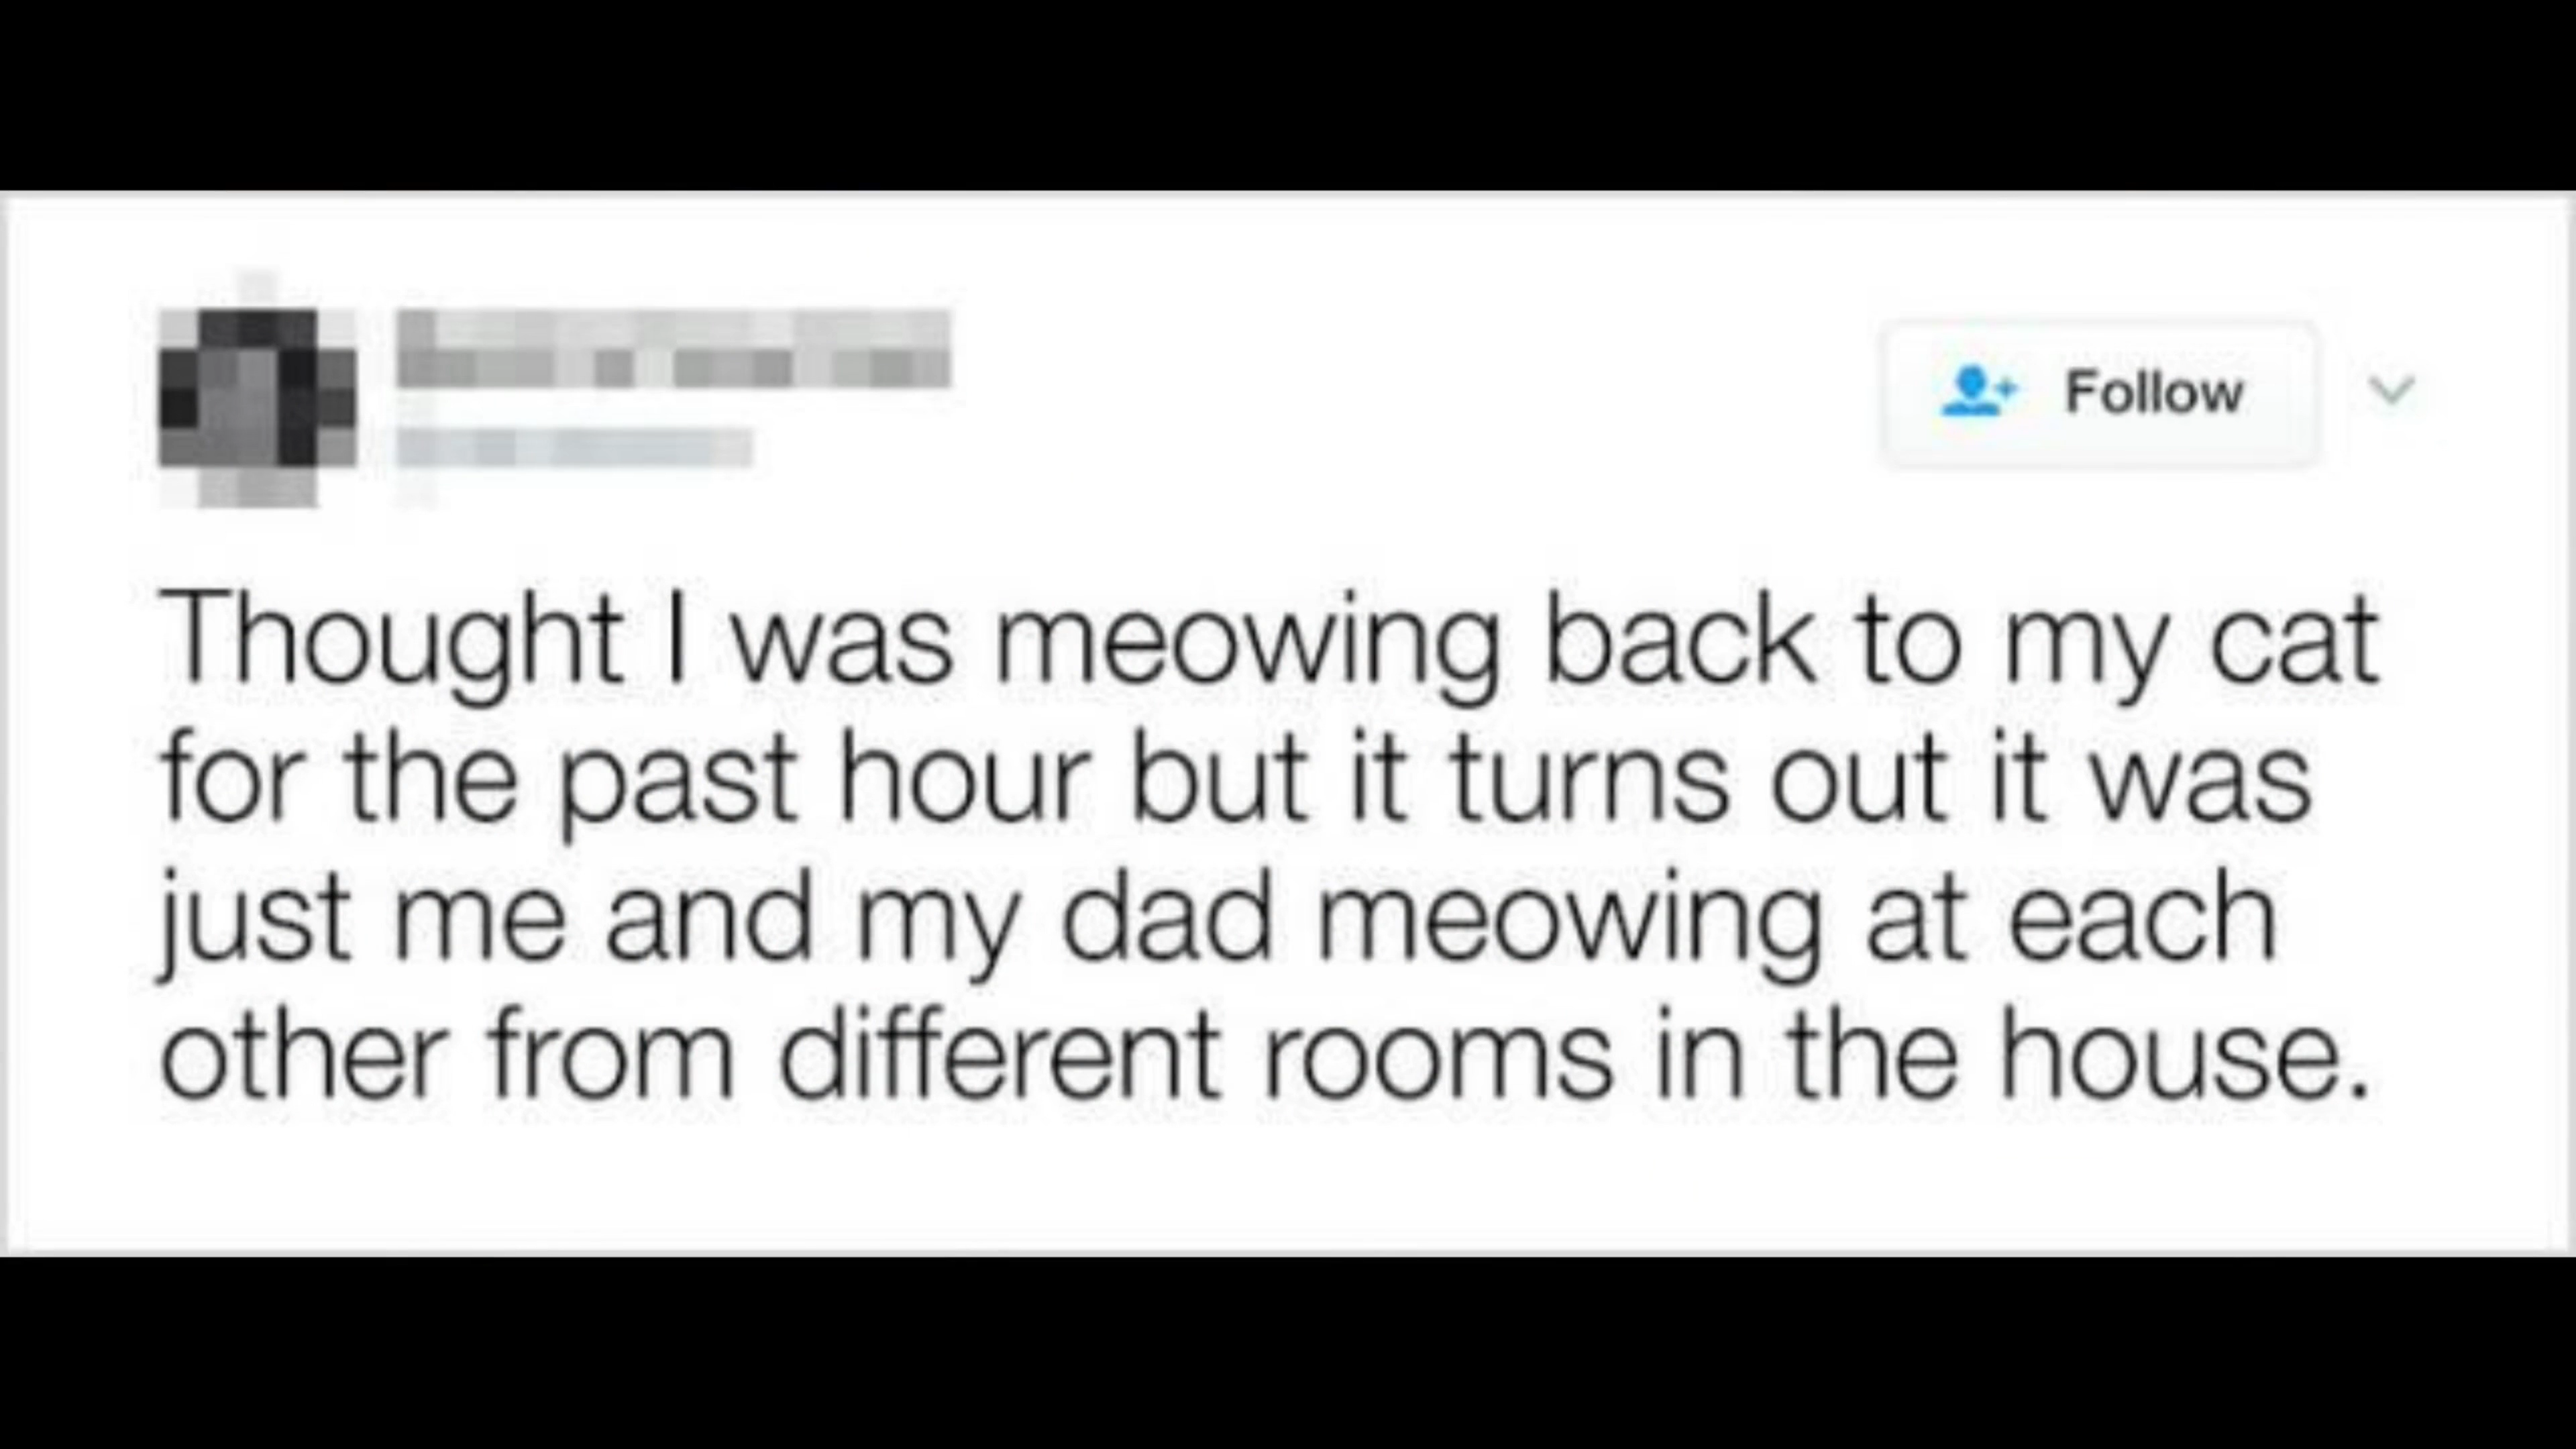 Follow
Thought I was meowing back to my cat
for the past hour but it turns out it was
just me and my dad meowing at each
other from different rooms in the house.